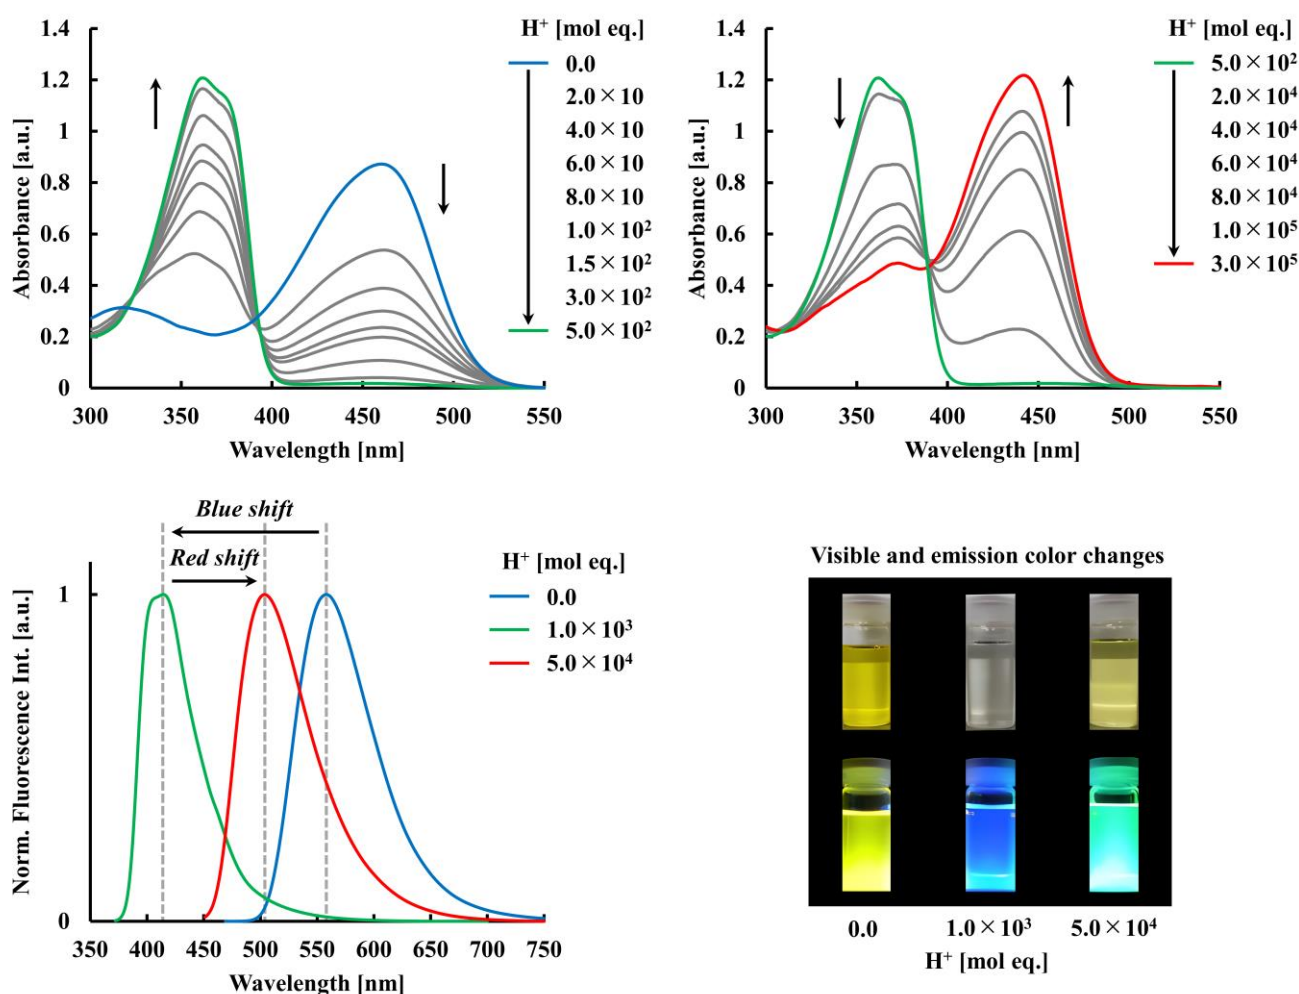 H⁺ [mol eq.]
0.0
2.0×10
4.0×10
6.0×10
8.0×10
1.0×10²
1.5×10²
3.0×10²
5.0×10²
Absorbance [a.u.]
1.4
1.2
1
0.8
0.6
0.4
0.2
0
300 350 400 450 500 550
Wavelength [nm]
H⁺ [mol eq.]
5.0×10²
2.0×10⁴
4.0×10⁴
6.0×10⁴
8.0×10⁴
1.0×10⁵
3.0×10⁵
Absorbance [a.u.]
1.4
1.2
1
0.8
0.6
0.4
0.2
0
300 350 400 450 500 550
Wavelength [nm]
Blue shift
Red shift
H⁺ [mol eq.]
0.0
1.0×10³
5.0×10⁴
Norm. Fluorescence Int. [a.u.]
1
0
350 400 450 500 550 600 650 700 750
Wavelength [nm]
Visible and emission color changes
0.0 1.0×10³ 5.0×10⁴
H⁺ [mol eq.]